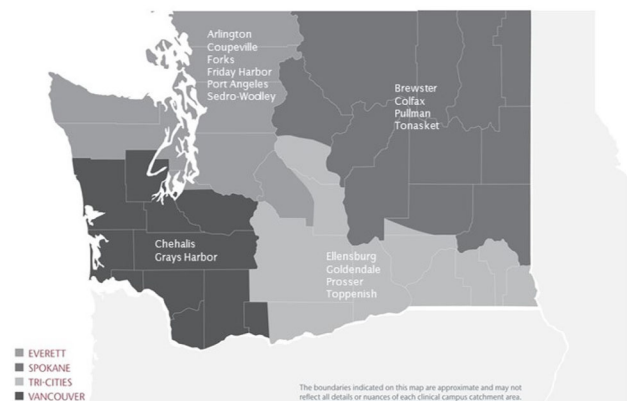 Arlington
Coupeville
Forks
Friday Harbor
Port Angeles
Sedro-Woolley
Brewster
Colfax
Pullman
Tonasket
Chehalis
Grays Harbor
Ellensburg
Goldendale
Prosser
Toppenish
EVERETT
SPOKANE
TRI-CITIES
VANCOUVER
The boundaries indicated on this map are approximate and may not
reflect all details or nuances of each clinical campus catchment area.